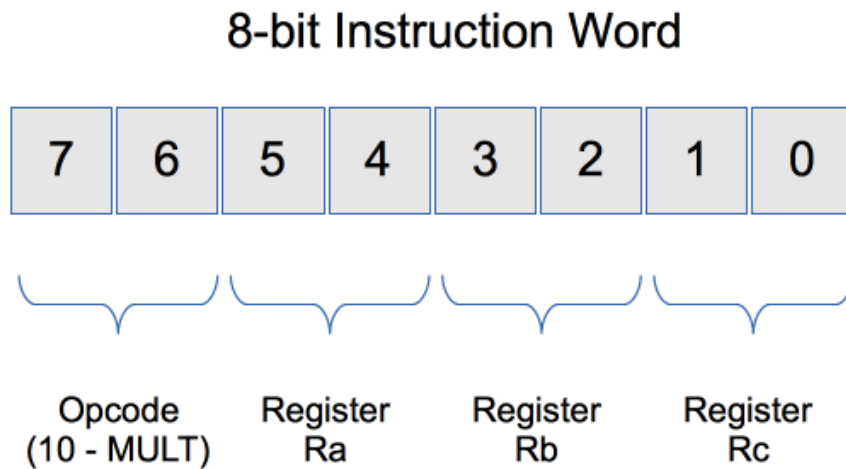 8-bit Instruction Word
7 6 5 4 3 2 1 0
Opcode Register Register Register
(10 - MULT) Ra Rb Rc